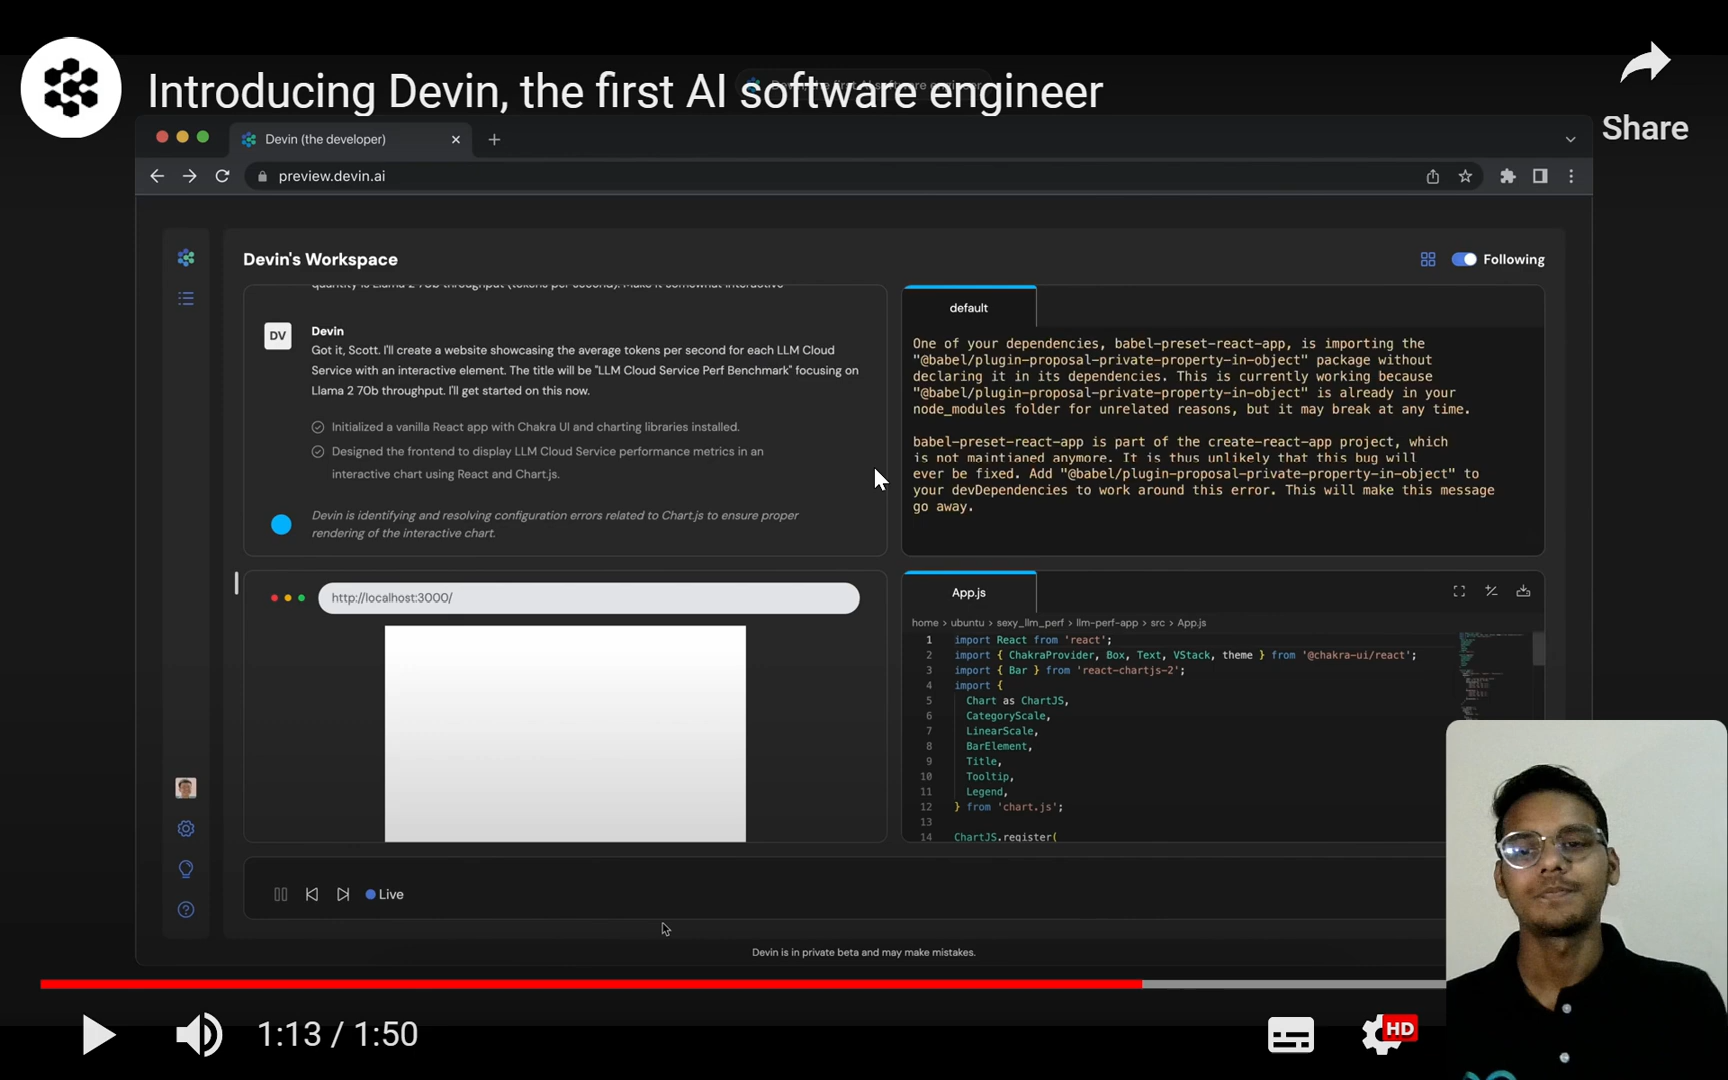 Introducing Devin, the first AI software engineer
Share
Devin (the developer)
preview.devin.ai
Devin's Workspace
Following
quantity is Llama 2 70b throughput (tokens per second). Make it somewhat interactive
DV
Devin
Got it, Scott. I'll create a website showcasing the average tokens per second for each LLM Cloud
Service with an interactive element. The title will be "LLM Cloud Service Perf Benchmark" focusing on
Llama 2 70b throughput. I'll get started on this now.
Initialized a vanilla React app with Chakra UI and charting libraries installed.
Designed the frontend to display LLM Cloud Service performance metrics in an
interactive chart using React and Chart.js.
Devin is identifying and resolving configuration errors related to Chart.js to ensure proper
rendering of the interactive chart.
default
One of your dependencies, babel-preset-react-app, is importing the
"@babel/plugin-proposal-private-property-in-object" package without
declaring it in its dependencies. This is currently working because
"@babel/plugin-proposal-private-property-in-object" is already in your
node_modules folder for unrelated reasons, but it may break at any time.
babel-preset-react-app is part of the create-react-app project, which
is not maintianed anymore. It is thus unlikely that this bug will
ever be fixed. Add "@babel/plugin-proposal-private-property-in-object" to
your devDependencies to work around this error. This will make this message
go away.
http://localhost:3000/
App.js
home > ubuntu > sexy_llm_perf > llm-perf-app > src > App.js
1 import React from 'react';
2 import { ChakraProvider, Box, Text, VStack, theme } from '@chakra-ui/react';
3 import { Bar } from 'react-chartjs-2';
4 import {
5 Chart as ChartJS,
6 CategoryScale,
7 LinearScale,
8 BarElement,
9 Title,
10 Tooltip,
11 Legend,
12 } from 'chart.js';
13
14 ChartJS.register(
Live
Devin is in private beta and may make mistakes.
1:13 / 1:50
HD